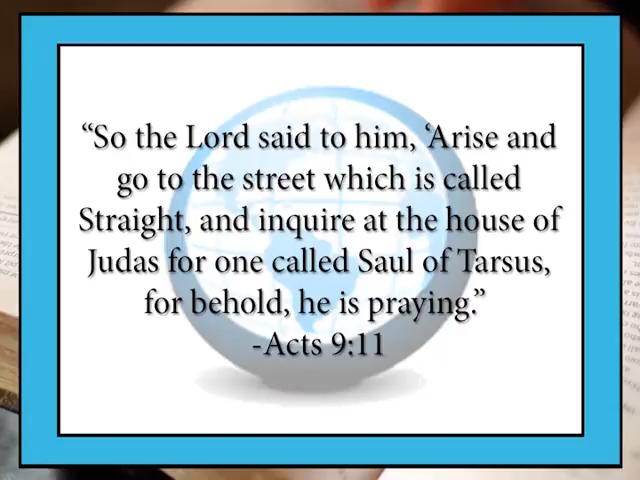 “So the Lord said to him, ‘Arise and
go to the street which is called
Straight, and inquire at the house of
Judas for one called Saul of Tarsus,
for behold, he is praying.”
-Acts 9:11